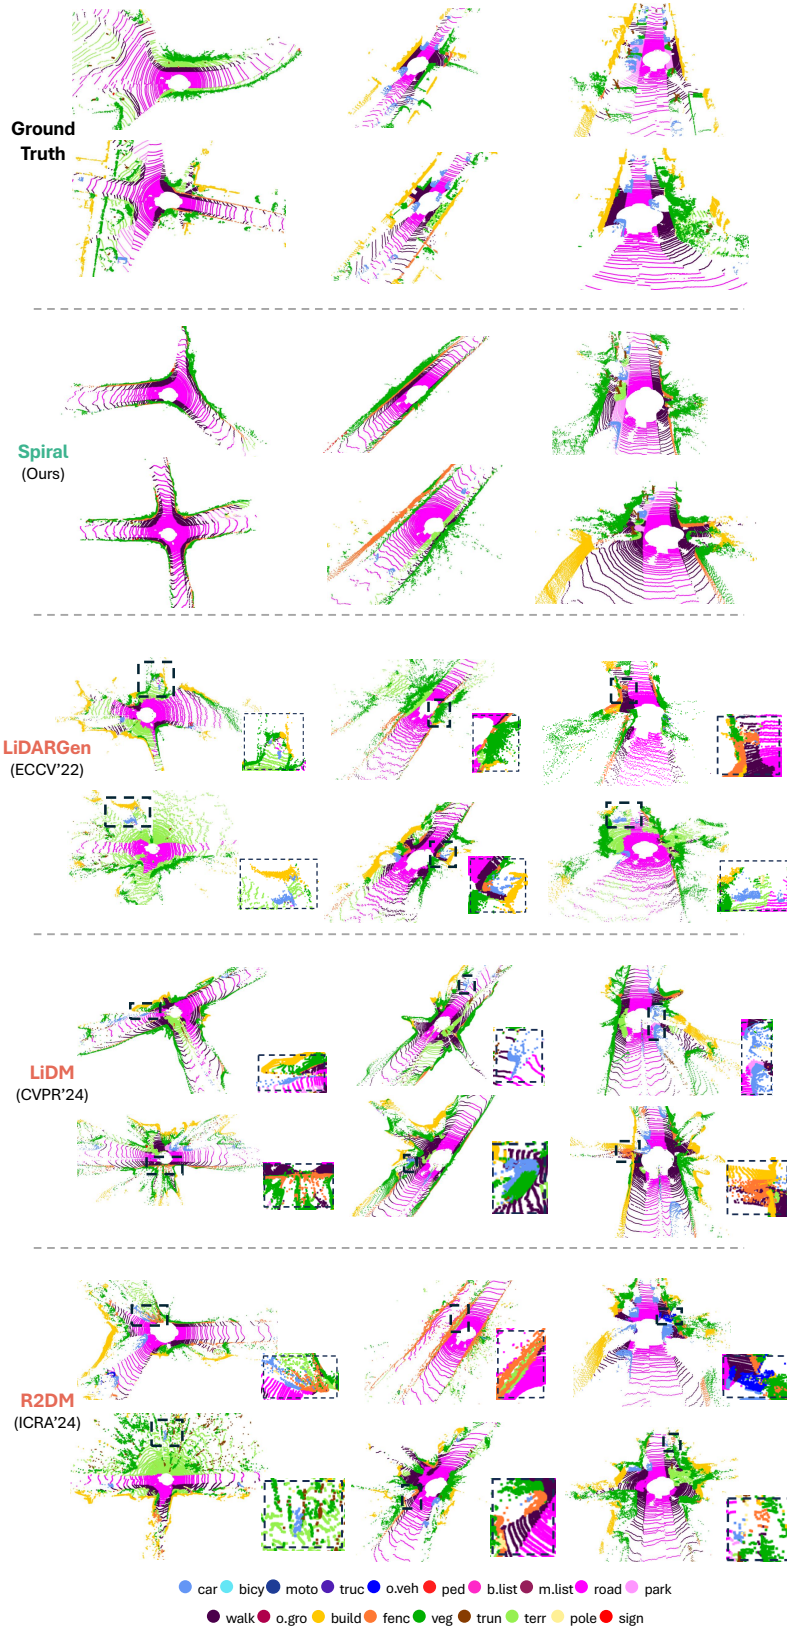 Ground
Truth
Spiral
(Ours)
LiDARGen
(ECCV'22)
LiDM
(CVPR'24)
R2DM
(ICRA'24)
car bicy moto truc o.veh ped b.list m.list road park
walk o.gro build fenc veg trun terr pole sign